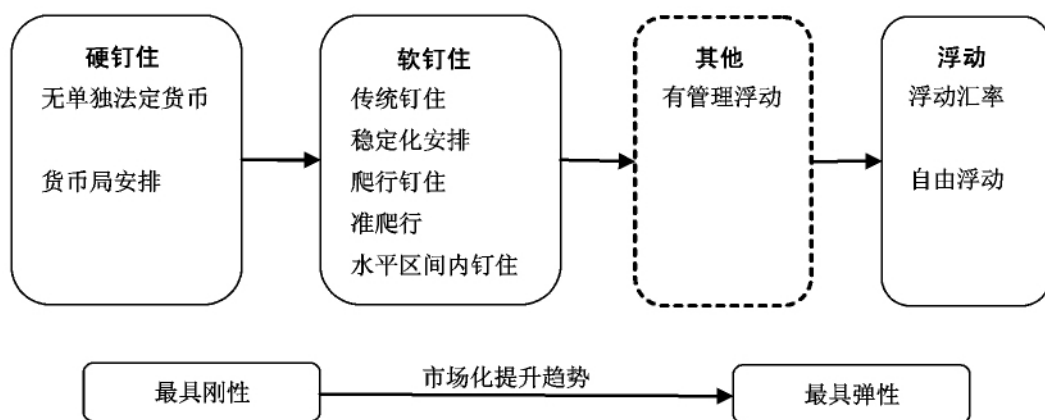 硬钉住
无单独法定货币
货币局安排
软钉住
传统钉住
稳定化安排
爬行钉住
准爬行
水平区间内钉住
其他
有管理浮动
浮动
浮动汇率
自由浮动
最具刚性
市场化提升趋势
最具弹性